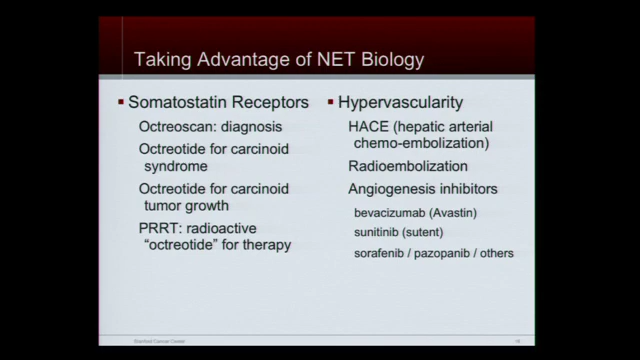 Taking Advantage of NET Biology
Somatostatin Receptors
Octreoscan: diagnosis
Octreotide for carcinoid
syndrome
Octreotide for carcinoid
tumor growth
PRRT: radioactive
“octreotide” for therapy
Hypervascularity
HACE (hepatic arterial
chemo-embolization)
Radioembolization
Angiogenesis inhibitors
bevacizumab (Avastin)
sunitinib (sutent)
sorafenib / pazopanib / others
Stanford Cancer Center